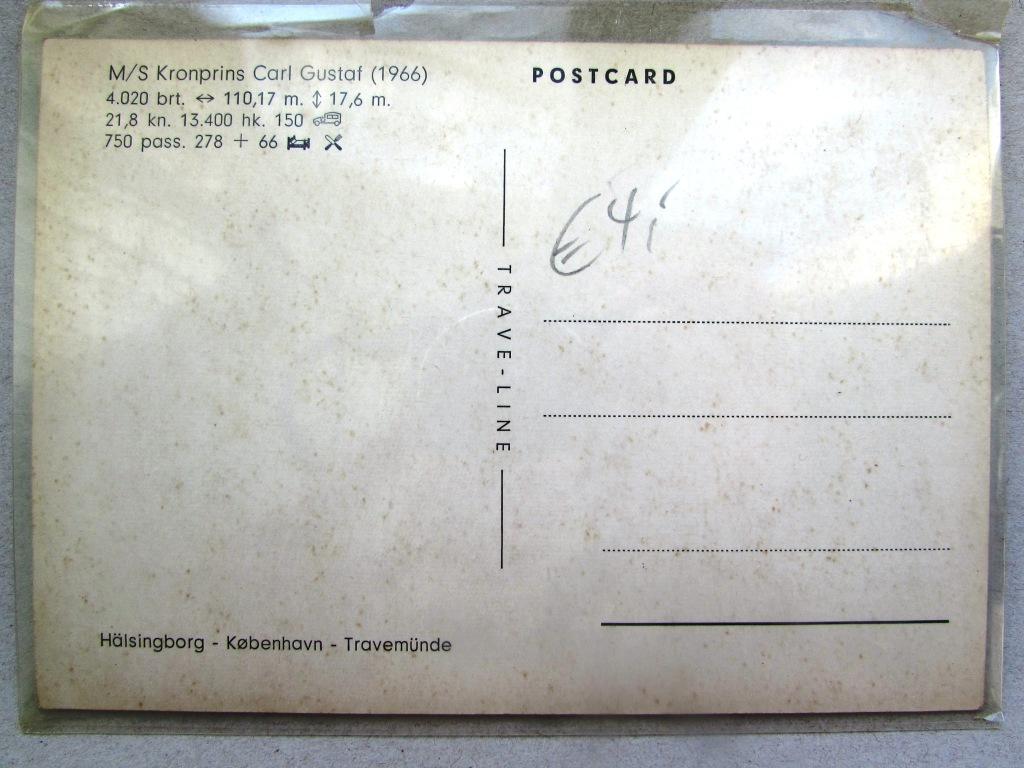 M/S Kronprins Carl Gustaf (1966)
4.020 brt. ↔ 110,17 m. ↕ 17,6 m.
21,8 kn. 13.400 hk. 150
750 pass. 278 + 66
POSTCARD
€ 4,-
TRAVE-LINE
Hälsingborg - København - Travemünde